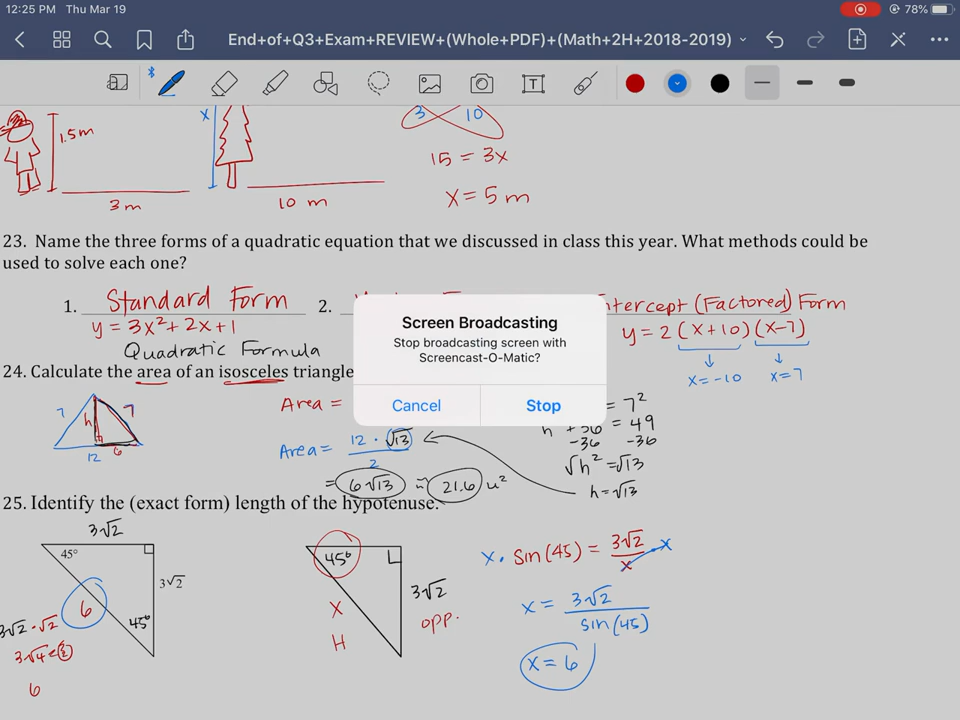 12:25 PM Thu Mar 19 78%
End+of+Q3+Exam+REVIEW+(Whole+PDF)+(Math+2H+2018-2019)
T
1.5m
x
3 10
15 = 3x
3 m
10 m
x = 5 m
23. Name the three forms of a quadratic equation that we discussed in class this year. What methods could be
used to solve each one?
1. Standard Form 2.
ntercept (Factored) Form
y = 3x²+ 2x+1
y = 2 (x+10) (x-7)
Quadratic Formula
x=-10 x=7
Screen Broadcasting
Stop broadcasting screen with
Screencast-O-Matic?
Cancel Stop
24. Calculate the area of an isosceles triangle
7 7
h
12 6
Area =
= 7²
+36 = 49
-36 -36
Area = 12 · √13
2
√h² = √13
= 6√13 ≈ 21.6 u²
h = √13
25. Identify the (exact form) length of the hypotenuse.
3√2
45°
3√2
6
45°
3√2 · √2
3√4
6
45°
3√2
opp.
X
H
x · sin(45) = 3√2 x
x
x = 3√2
sin(45)
x = 6